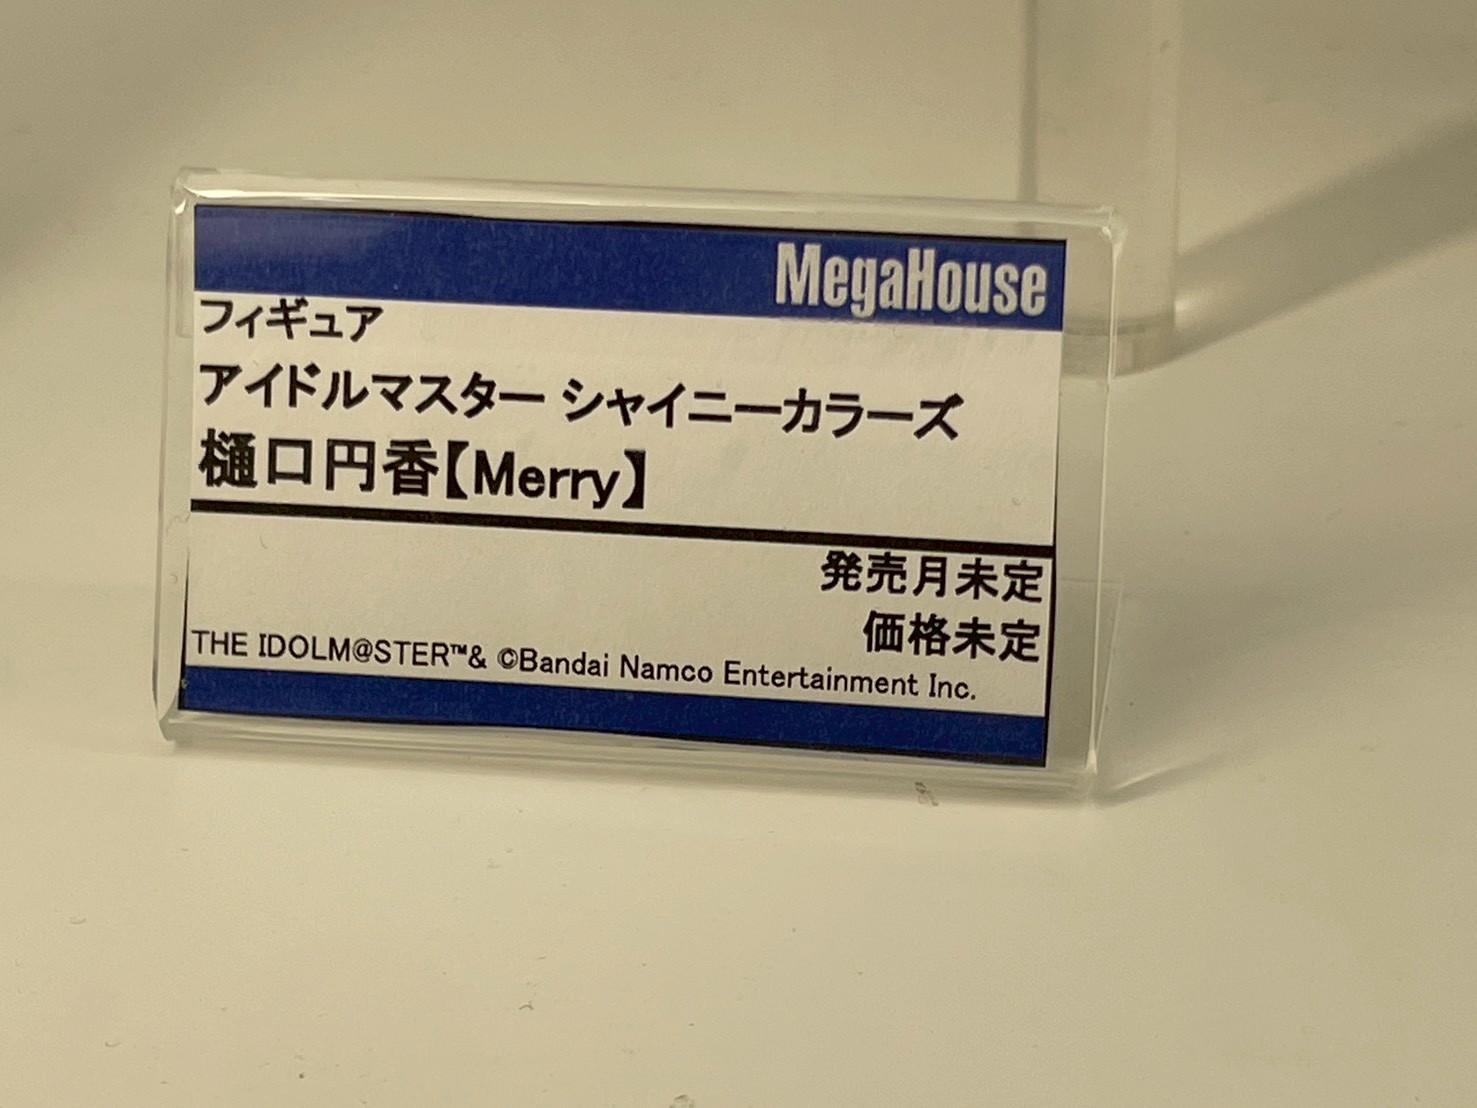 MegaHouse
フィギュア
アイドルマスター シャイニーカラーズ
樋口円香【Merry】
発売月未定
価格未定
THE IDOLM@STER™& ©Bandai Namco Entertainment Inc.